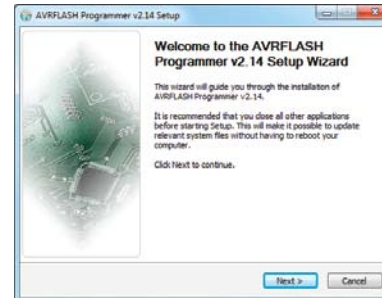 AVRFLASH Programmer v2.14 Setup
Welcome to the AVRFLASH
Programmer v2.14 Setup Wizard
This wizard will guide you through the installation of
AVRFLASH Programmer v2.14.
It is recommended that you close all other applications
before starting Setup. This will make it possible to update
relevant system files without having to reboot your
computer.
Click Next to continue.
Next >
Cancel